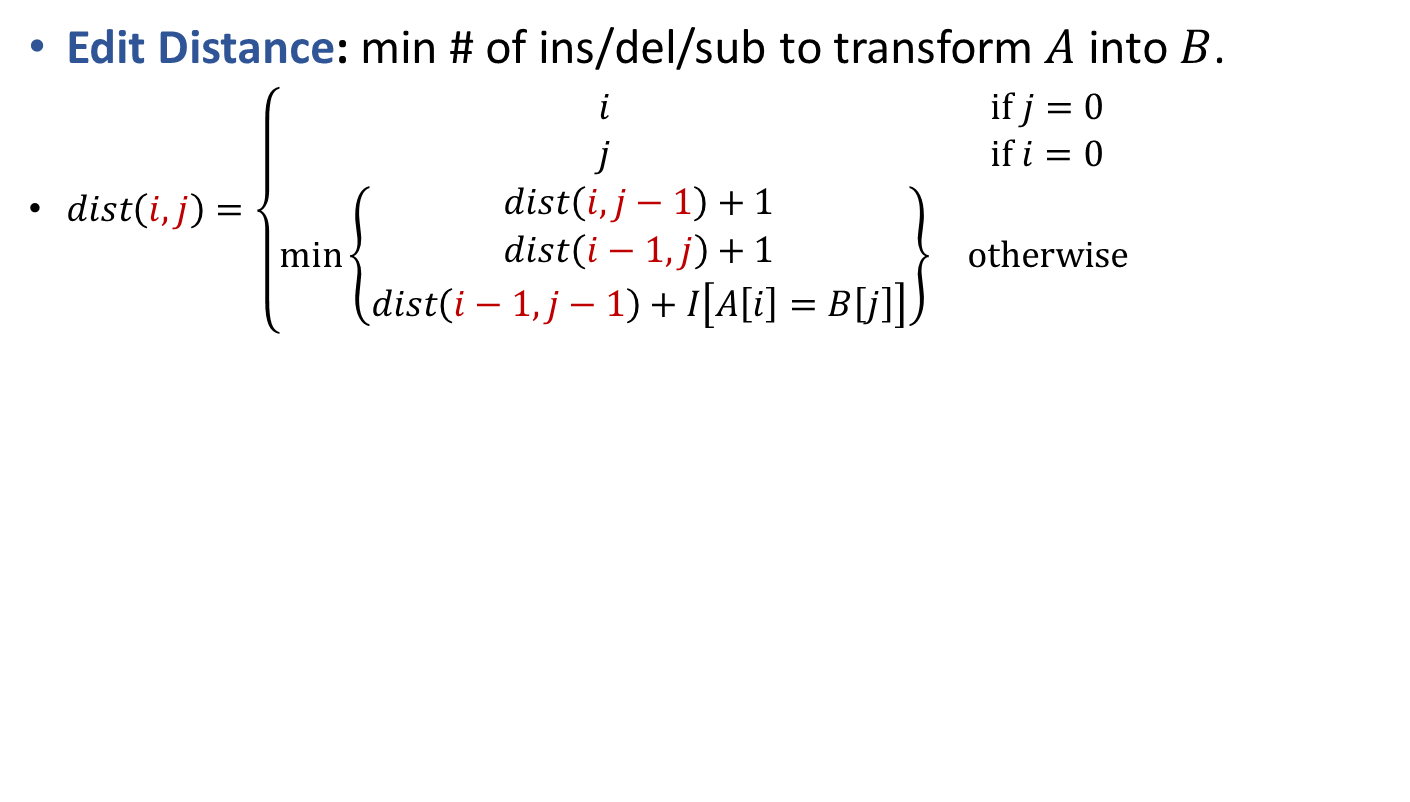 • Edit Distance: min # of ins/del/sub to transform A into B.
i if j = 0
j if i = 0
• dist(i, j) = { min { dist(i, j − 1) + 1
dist(i − 1, j) + 1
dist(i − 1, j − 1) + I[A[i] = B[j]] } otherwise